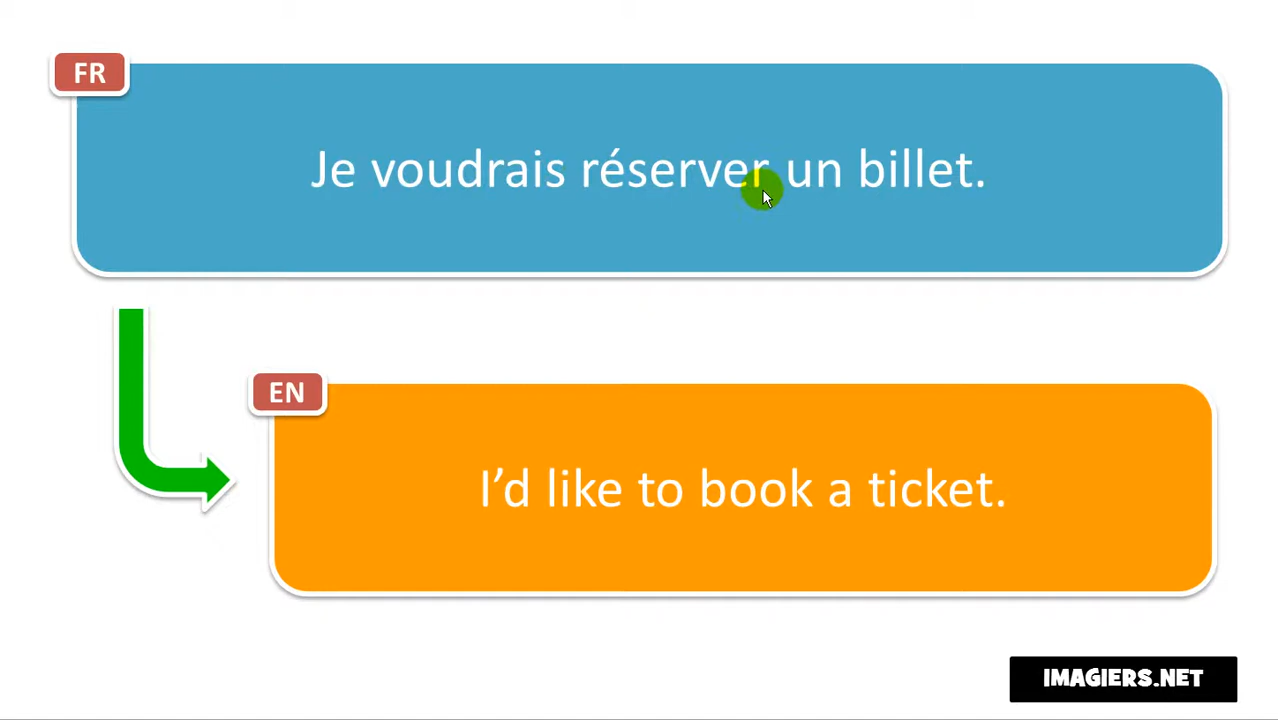 FR
Je voudrais réserver un billet.
EN
I’d like to book a ticket.
IMAGIERS.NET